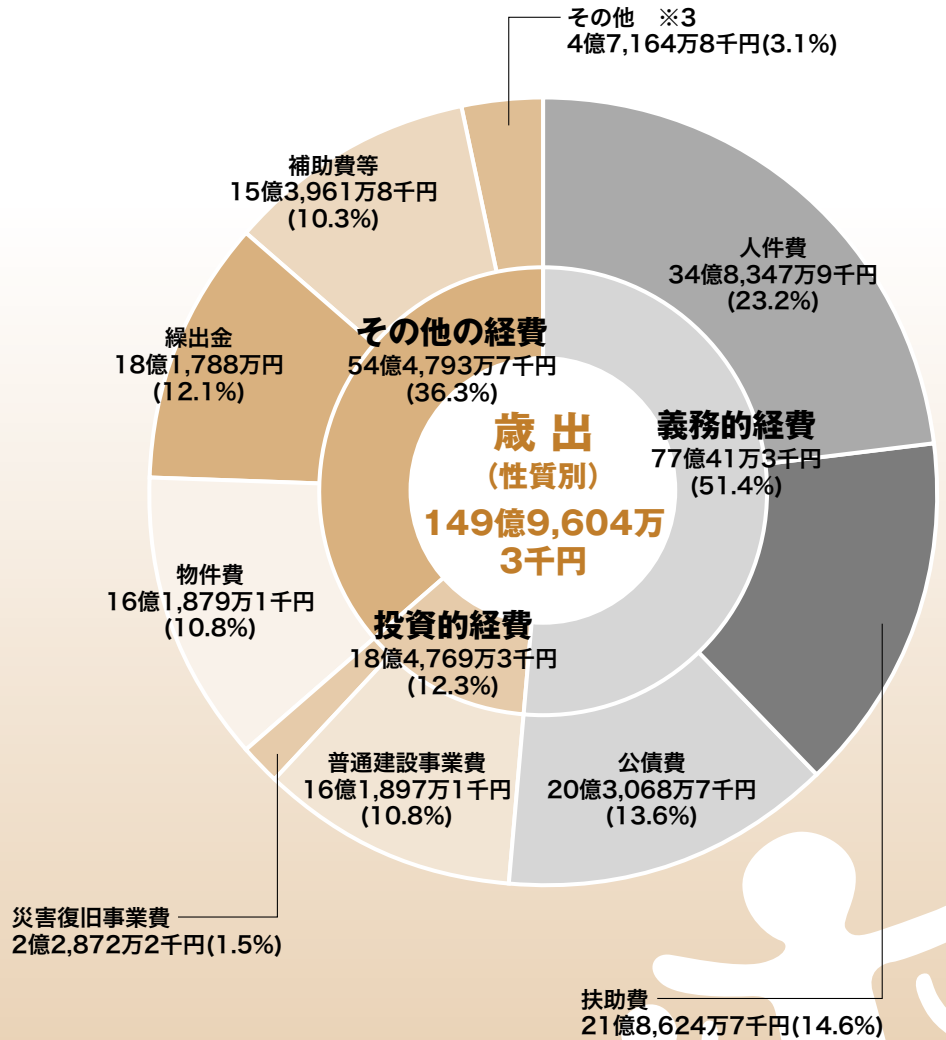 その他　※3
4億7,164万8千円(3.1%)
補助費等
15億3,961万8千円
(10.3%)
人件費
34億8,347万9千円
(23.2%)
繰出金
18億1,788万円
(12.1%)
その他の経費
54億4,793万7千円
(36.3%)
義務的経費
77億41万3千円
(51.4%)
歳 出
(性質別)
149億9,604万
3千円
物件費
16億1,879万1千円
(10.8%)
投資的経費
18億4,769万3千円
(12.3%)
普通建設事業費
16億1,897万1千円
(10.8%)
公債費
20億3,068万7千円
(13.6%)
災害復旧事業費
2億2,872万2千円(1.5%)
扶助費
21億8,624万7千円(14.6%)